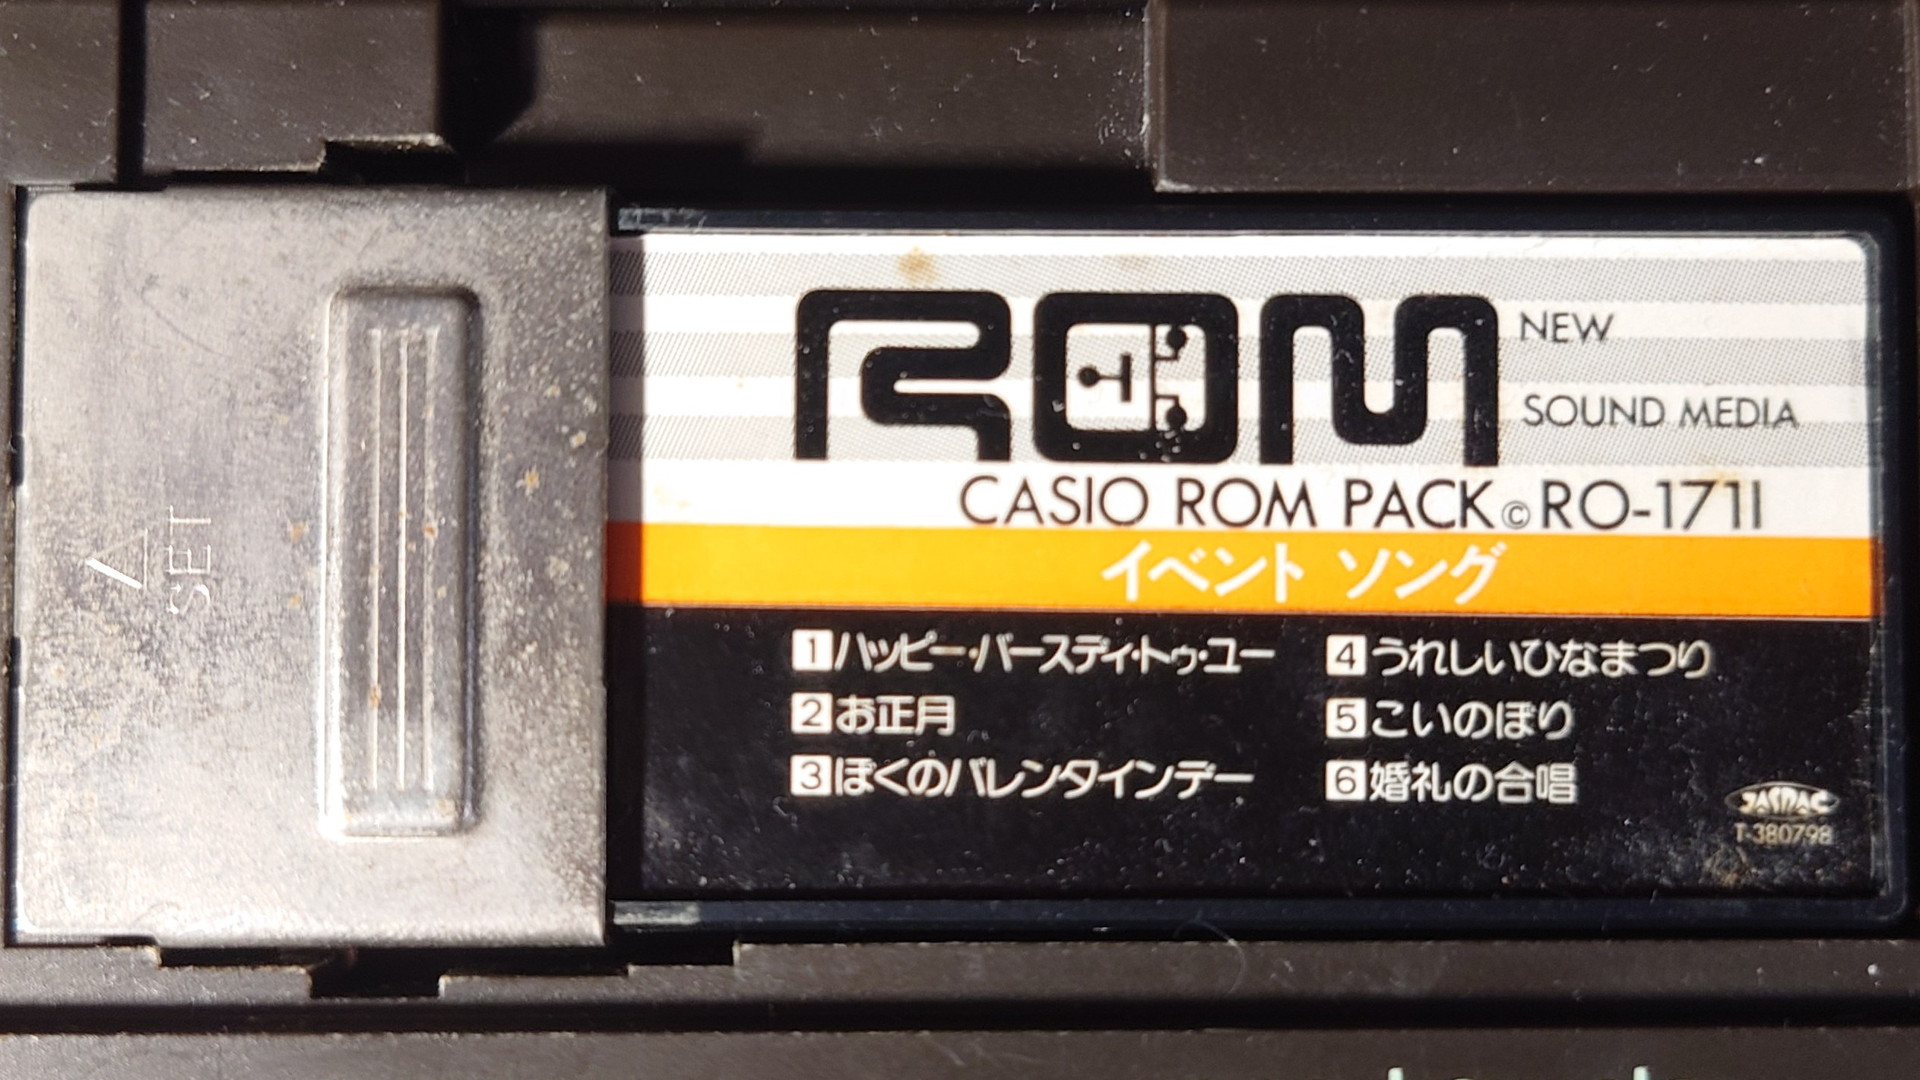 SET
ROM
NEW
SOUND MEDIA
CASIO ROM PACK © RO-1711
イベント ソング
1 ハッピー・バースディ・トゥ・ユー
2 お正月
3 ぼくのバレンタインデー
4 うれしいひなまつり
5 こいのぼり
6 婚礼の合唱
JASRAC
T-380798